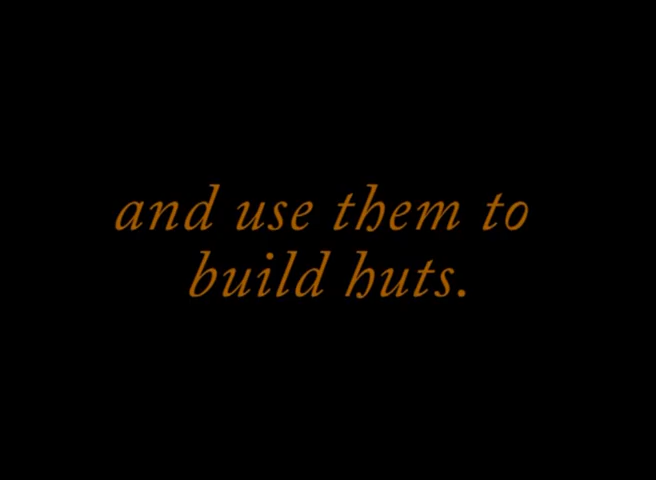 and use them to
build huts.